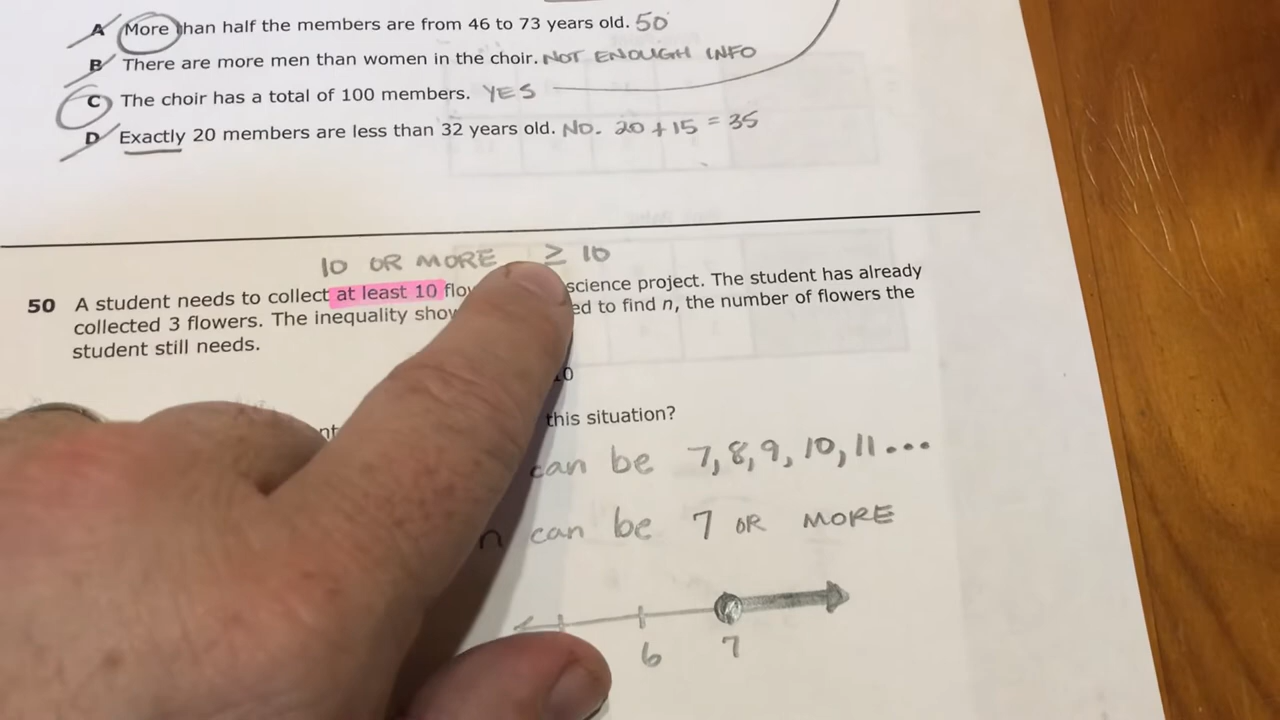 A More than half the members are from 46 to 73 years old. 50
B There are more men than women in the choir. NOT ENOUGH INFO
C The choir has a total of 100 members. YES
D Exactly 20 members are less than 32 years old. NO. 20 + 15 = 35
10 OR MORE ≥ 10
50 A student needs to collect at least 10 science project. The student has already
collected 3 flowers. The inequality to find n, the number of flowers the
student still needs.
this situation?
can be 7, 8, 9, 10, 11...
n can be 7 OR MORE
6 7